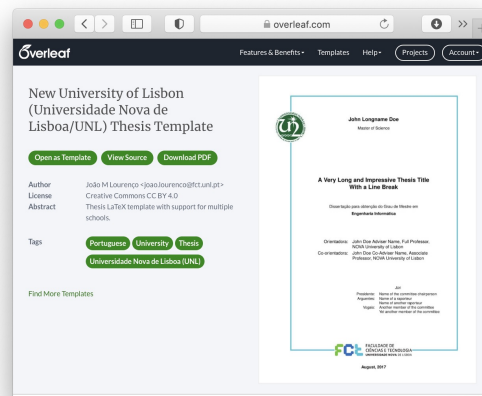 overleaf.com
Overleaf
Features & Benefits Templates Help Projects Account
New University of Lisbon
(Universidade Nova de
Lisboa/UNL) Thesis Template
Open as Template View Source Download PDF
Author João M Lourenço <joao.lourenco@fct.unl.pt>
License Creative Commons CC BY 4.0
Abstract Thesis LaTeX template with support for multiple
schools.
Tags Portuguese University Thesis
Universidade Nova de Lisboa (UNL)
Find More Templates
John Longname Doe
Master of Science
A Very Long and Impressive Thesis Title
With a Line Break
Dissertação para obtenção do Grau de Mestre em
Engenharia Informática
Orientadora: John Doe Adviser Name, Full Professor,
NOVA University of Lisbon
Co-orientadora: John Doe Co-Adviser Name, Associate
Professor, NOVA University of Lisbon
Júri
Presidente: Name of the committee chairperson
Arguentes: Name of a raporteur
Name of another raporteur
Vogais: Another member of the committee
Yet another member of the committee
FCT FACULDADE DE
CIÊNCIAS E TECNOLOGIA
UNIVERSIDADE NOVA DE LISBOA
August, 2017